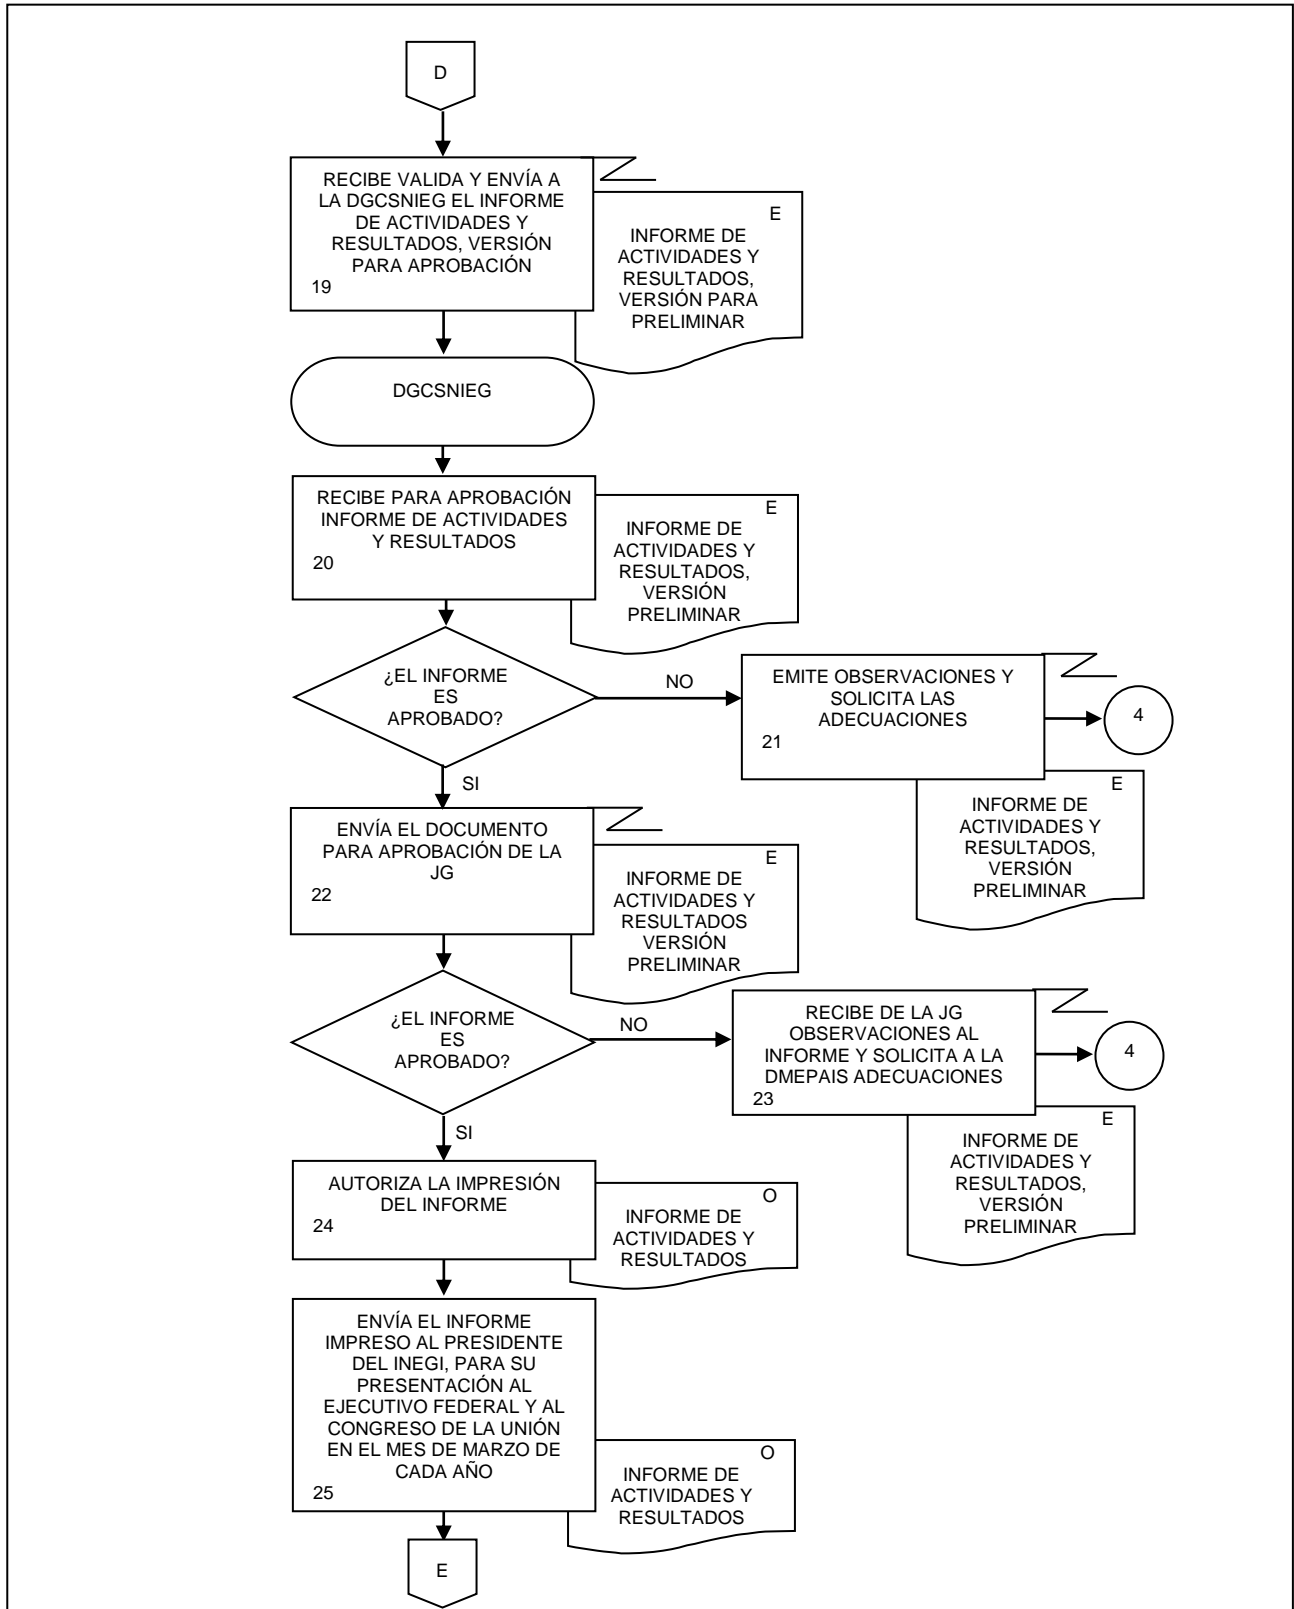 D
RECIBE VALIDA Y ENVÍA A
LA DGCSNIEG EL INFORME
DE ACTIVIDADES Y
RESULTADOS, VERSIÓN
PARA APROBACIÓN
19
E
INFORME DE
ACTIVIDADES Y
RESULTADOS,
VERSIÓN PARA
PRELIMINAR
DGCSNIEG
RECIBE PARA APROBACIÓN
INFORME DE ACTIVIDADES
Y RESULTADOS
20
E
INFORME DE
ACTIVIDADES Y
RESULTADOS,
VERSIÓN
PRELIMINAR
¿EL INFORME
ES
APROBADO?
NO
EMITE OBSERVACIONES Y
SOLICITA LAS
ADECUACIONES
21
4
E
INFORME DE
ACTIVIDADES Y
RESULTADOS,
VERSIÓN
PRELIMINAR
SI
ENVÍA EL DOCUMENTO
PARA APROBACIÓN DE LA
JG
22
E
INFORME DE
ACTIVIDADES Y
RESULTADOS
VERSIÓN
PRELIMINAR
¿EL INFORME
ES
APROBADO?
NO
RECIBE DE LA JG
OBSERVACIONES AL
INFORME Y SOLICITA A LA
DMEPAIS ADECUACIONES
23
4
E
INFORME DE
ACTIVIDADES Y
RESULTADOS,
VERSIÓN
PRELIMINAR
SI
AUTORIZA LA IMPRESIÓN
DEL INFORME
24
O
INFORME DE
ACTIVIDADES Y
RESULTADOS
ENVÍA EL INFORME
IMPRESO AL PRESIDENTE
DEL INEGI, PARA SU
PRESENTACIÓN AL
EJECUTIVO FEDERAL Y AL
CONGRESO DE LA UNIÓN
EN EL MES DE MARZO DE
CADA AÑO
25
O
INFORME DE
ACTIVIDADES Y
RESULTADOS
E